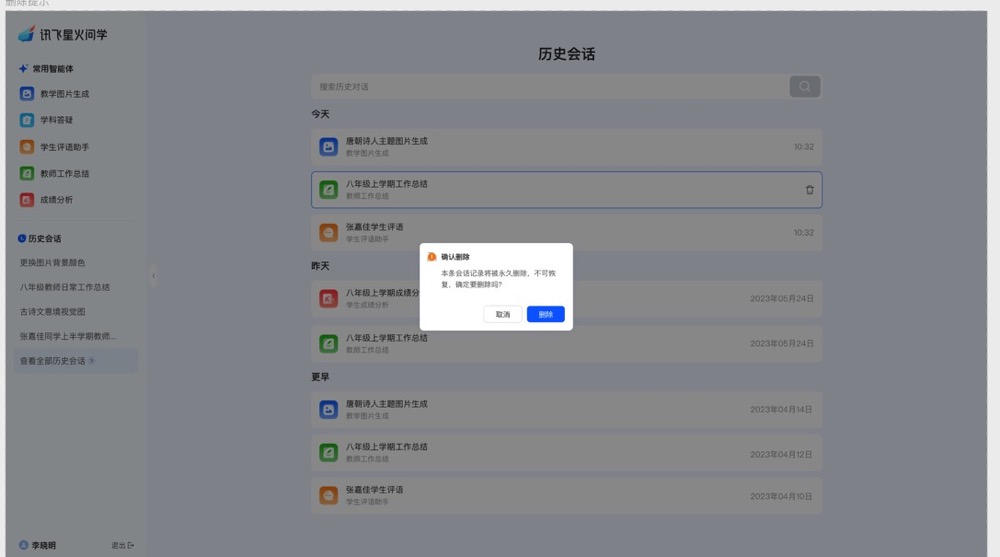 删除提示
讯飞星火问学
常用智能体
教学图片生成
学科答疑
学生评语助手
教师工作总结
成绩分析
历史会话
更换图片背景颜色
八年级教师日常工作总结
古诗文意境视觉图
张嘉佳同学上半学期教师...
查看全部历史会话
李晓明 退出
历史会话
搜索历史对话
今天
唐朝诗人主题图片生成
教学图片生成
10:32
八年级上学期工作总结
教师工作总结
张嘉佳学生评语
学生评语助手
10:32
昨天
八年级上学期成绩分
学生成绩分析
2023年05月24日
八年级上学期工作总结
教师工作总结
2023年05月24日
更早
唐朝诗人主题图片生成
教学图片生成
2023年04月14日
八年级上学期工作总结
教师工作总结
2023年04月12日
张嘉佳学生评语
学生评语助手
2023年04月10日
确认删除
本条会话记录将被永久删除，不可恢
复，确定要删除吗？
取消 删除